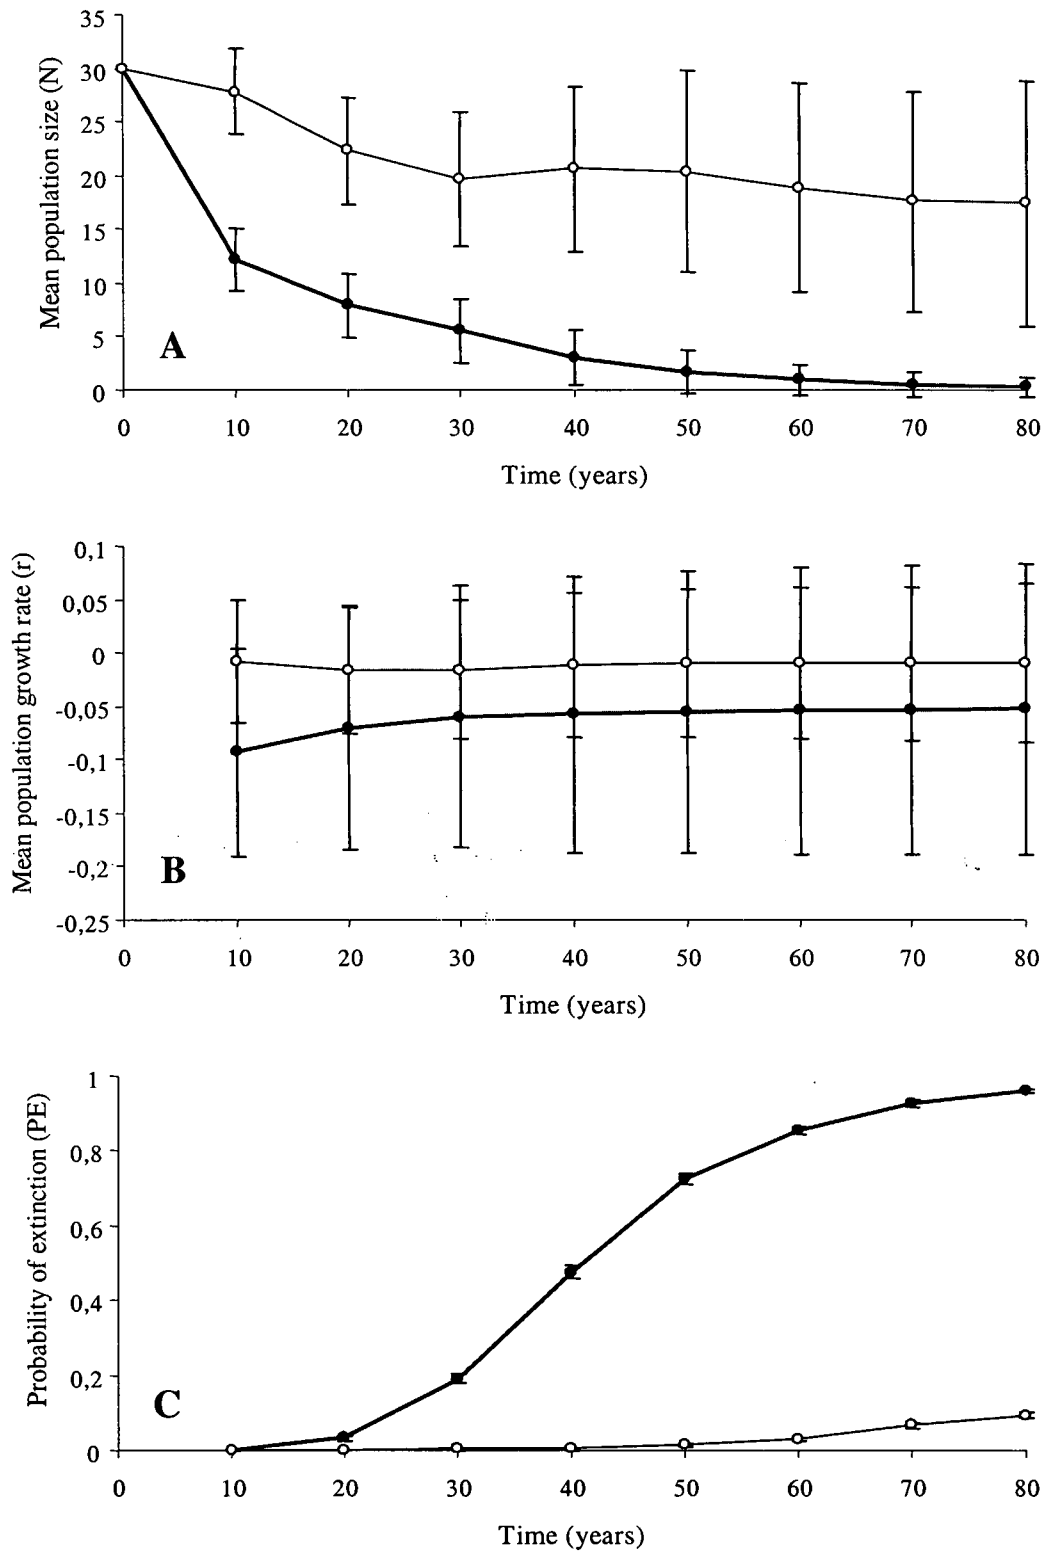 Mean population size (N)
35
30
25
20
15
10
5
0
A
0 10 20 30 40 50 60 70 80
Time (years)
Mean population growth rate (r)
0,1
0,05
0
-0,05
-0,1
-0,15
-0,2
-0,25
B
0 10 20 30 40 50 60 70 80
Time (years)
Probability of extinction (PE)
1
0,8
0,6
0,4
0,2
0
C
0 10 20 30 40 50 60 70 80
Time (years)